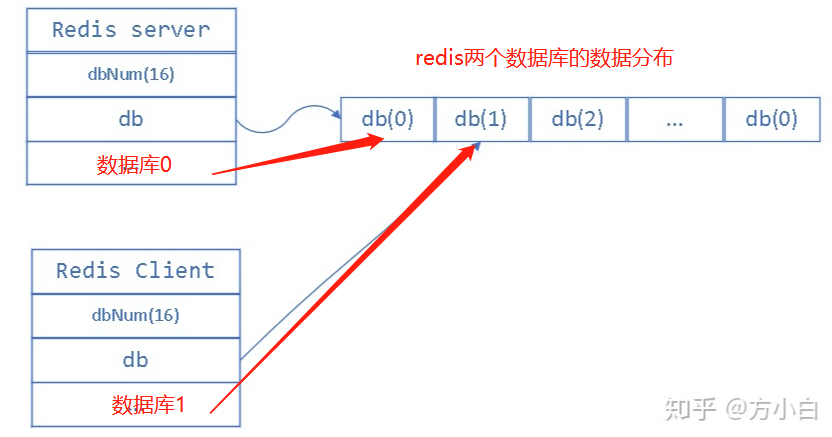 Redis server
dbNum(16)
db
数据库0
redis两个数据库的数据分布
db(0)
db(1)
db(2)
...
db(0)
Redis Client
dbNum(16)
db
数据库1
知乎 @方小白